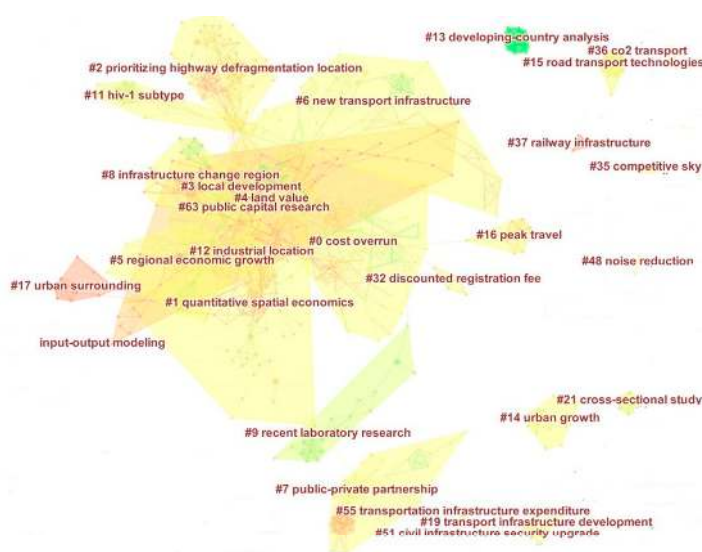 #13 developing-country analysis
#36 co2 transport
#15 road transport technologies
#2 prioritizing highway defragmentation location
#11 hiv-1 subtype
#6 new transport infrastructure
#37 railway infrastructure
#35 competitive sky
#8 infrastructure change region
#3 local development
#4 land value
#63 public capital research
#16 peak travel
#12 industrial location
#0 cost overrun
#5 regional economic growth
#48 noise reduction
#32 discounted registration fee
#17 urban surrounding
#1 quantitative spatial economics
input-output modeling
#21 cross-sectional study
#14 urban growth
#9 recent laboratory research
#7 public-private partnership
#55 transportation infrastructure expenditure
#19 transport infrastructure development
#51 civil infrastructure security upgrade